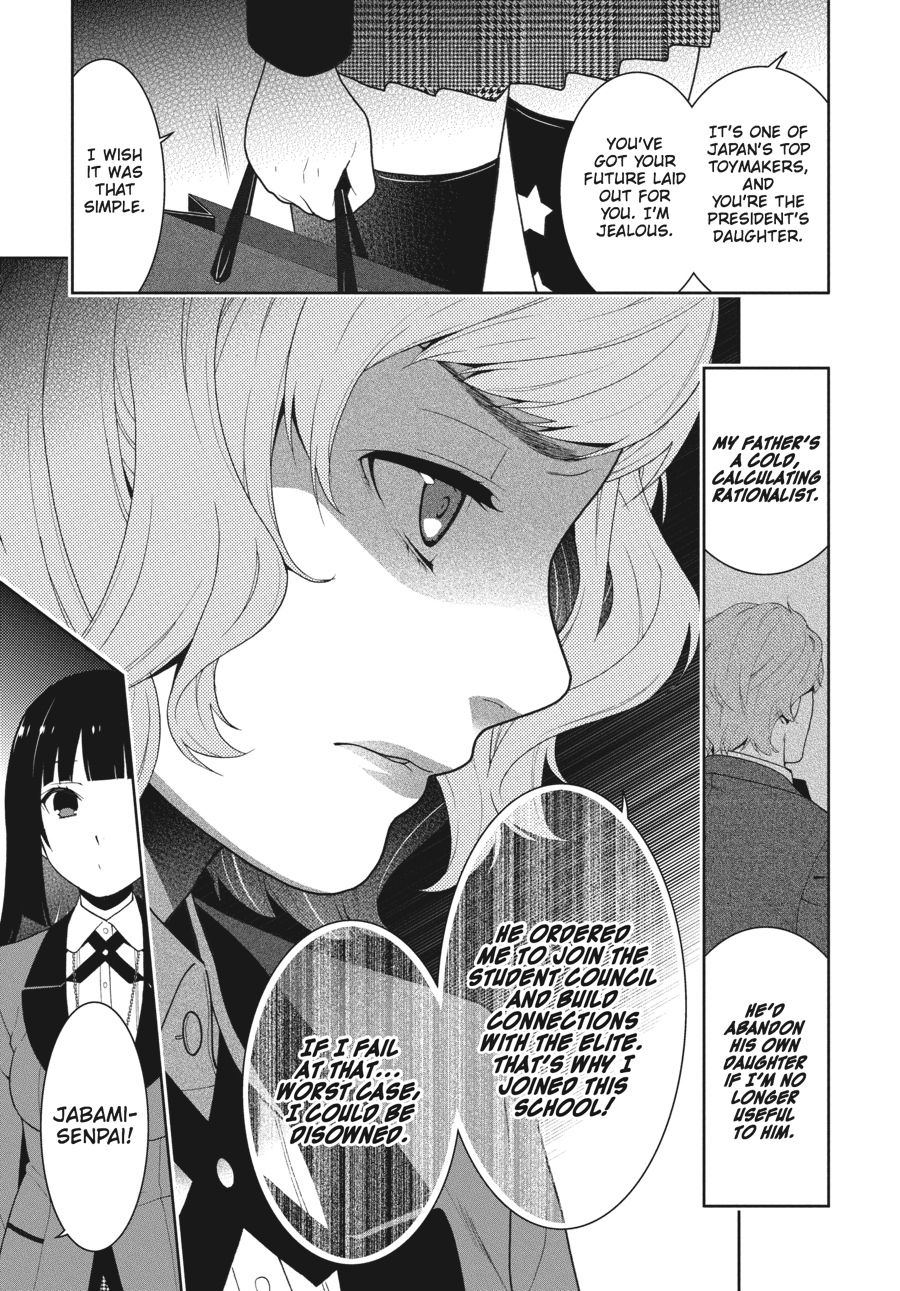 IT'S ONE OF
JAPAN'S TOP
TOYMAKERS,
AND
YOU'RE THE
PRESIDENT'S
DAUGHTER.
YOU'VE
GOT YOUR
FUTURE LAID
OUT FOR
YOU. I'M
JEALOUS.
I WISH
IT WAS
THAT
SIMPLE.
MY FATHER'S
A COLD,
CALCULATING
RATIONALIST.
HE'D
ABANDON
HIS OWN
DAUGHTER
IF I'M NO
LONGER
USEFUL
TO HIM.
HE ORDERED
ME TO JOIN THE
STUDENT COUNCIL
AND BUILD
CONNECTIONS
WITH THE ELITE.
THAT'S WHY I
JOINED THIS
SCHOOL!
IF I FAIL
AT THAT...
WORST CASE,
I COULD BE
DISOWNED.
JABAMI-
SENPAI!